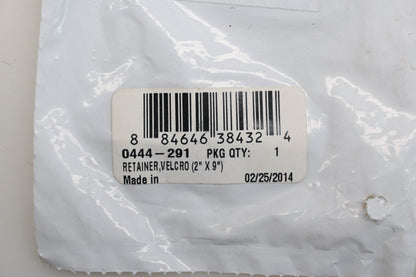 8 84646 38432 4
0444-291 PKG QTY: 1
RETAINER,VELCRO (2" X 9")
Made in 02/25/2014